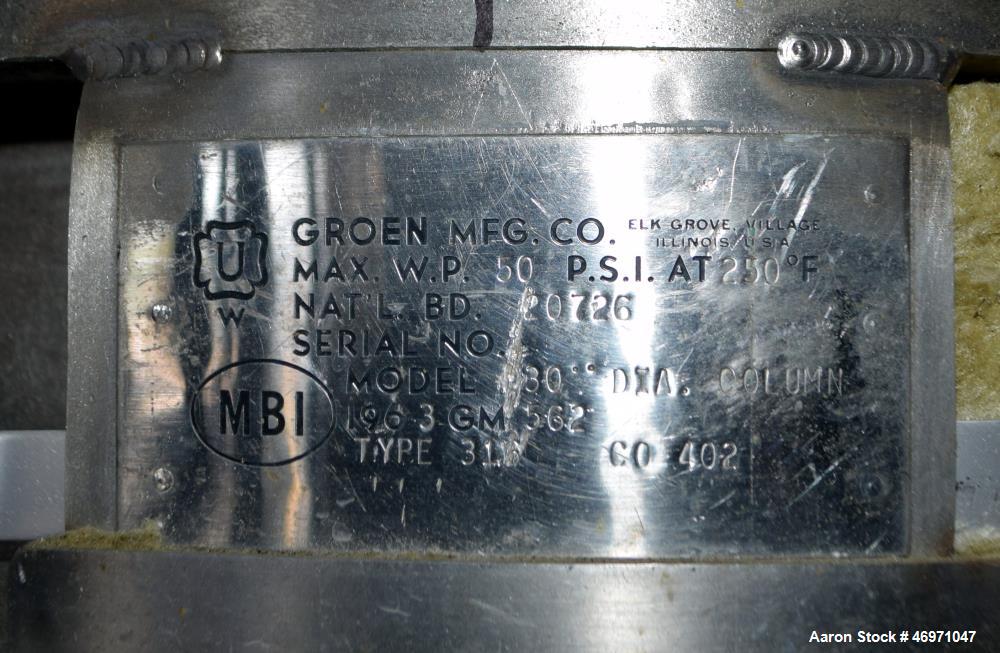 U
W
GROEN MFG. CO. ELK GROVE, VILLAGE
ILLINOIS, U.S.A
MAX. W.P. 50 P.S.I. AT 250°F
NAT'L. BD. 20726
SERIAL NO.
MBI
MODEL 30" DIA. COLUMN
1963 GM 562
TYPE 316 GO 402
Aaron Stock # 46971047